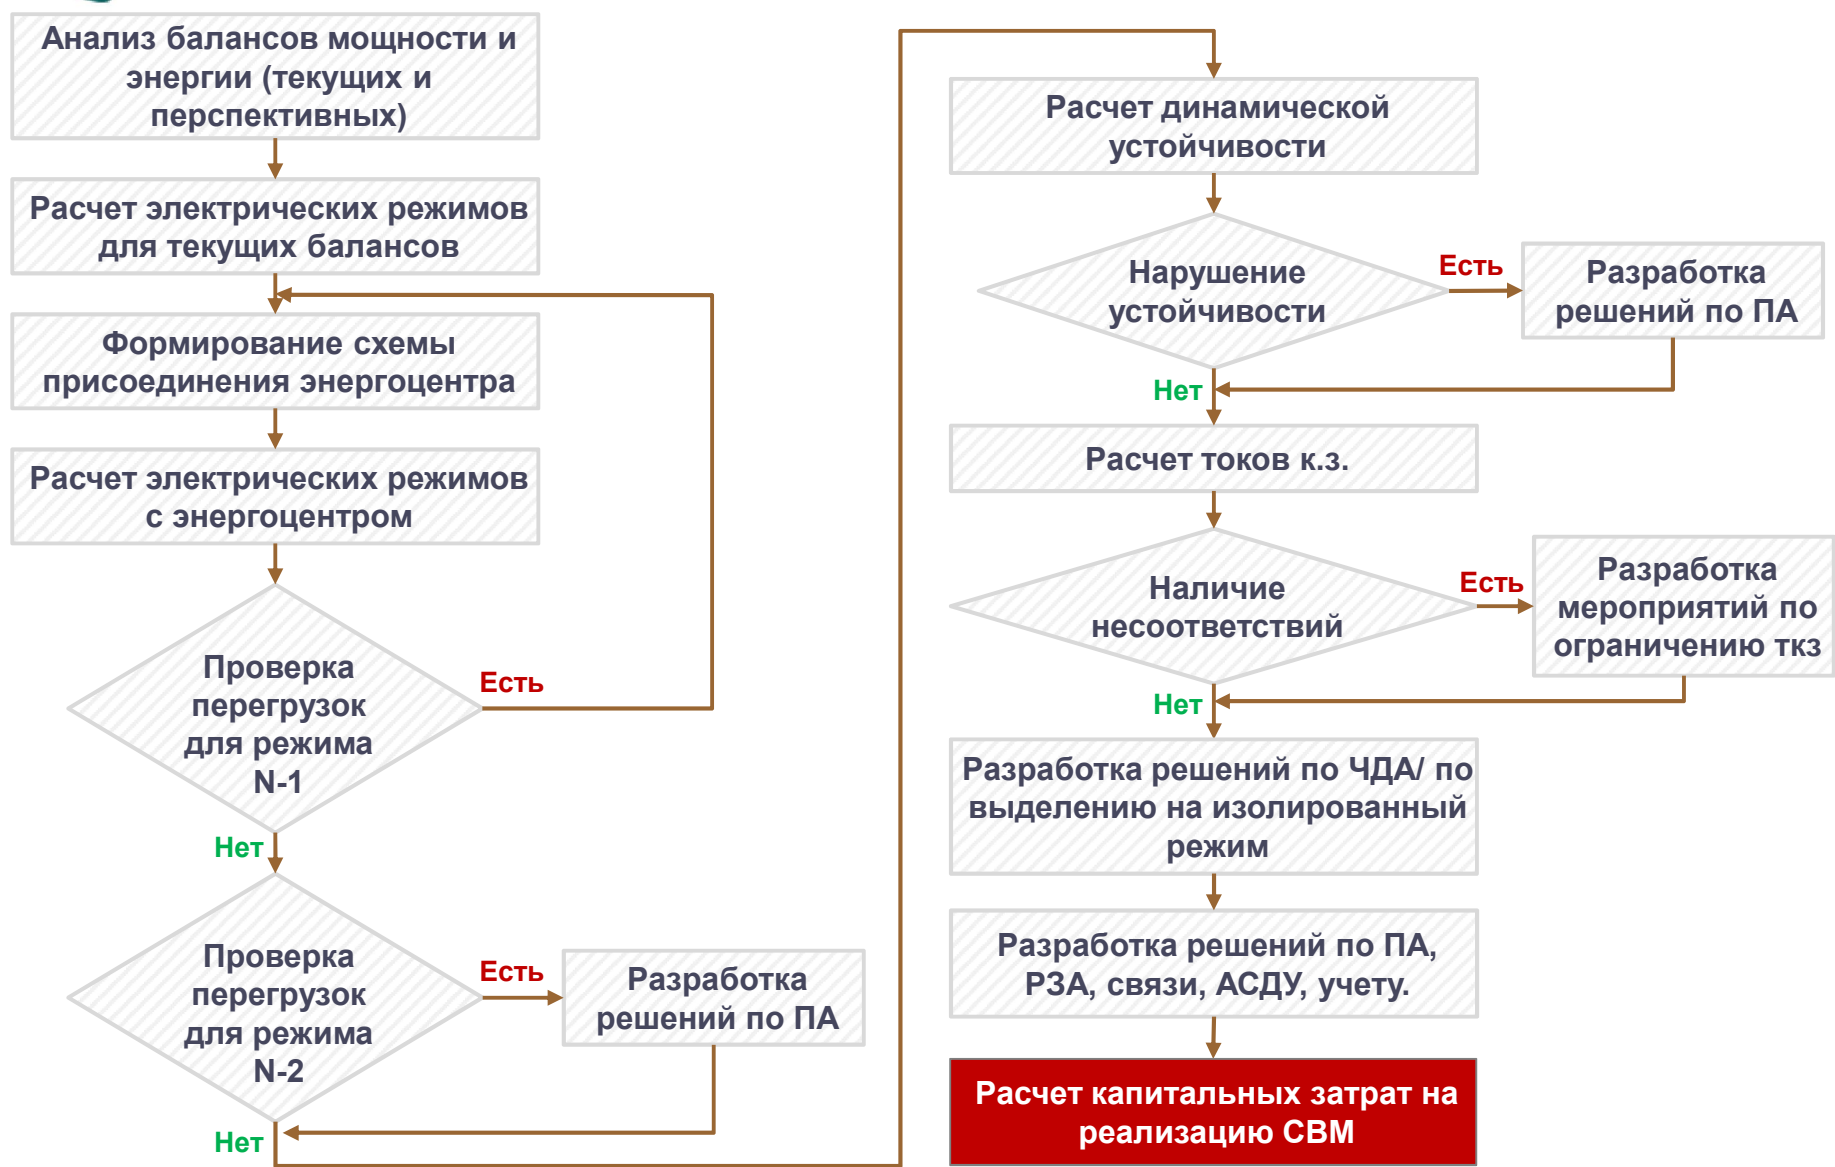 Анализ балансов мощности и
энергии (текущих и
перспективных)
Расчет электрических режимов
для текущих балансов
Формирование схемы
присоединения энергоцентра
Расчет электрических режимов
с энергоцентром
Проверка
перегрузок
для режима
N-1
Есть
Нет
Проверка
перегрузок
для режима
N-2
Есть
Разработка
решений по ПА
Нет
Расчет динамической
устойчивости
Нарушение
устойчивости
Есть
Разработка
решений по ПА
Нет
Расчет токов к.з.
Наличие
несоответствий
Есть
Разработка
мероприятий по
ограничению ткз
Нет
Разработка решений по ЧДА/ по
выделению на изолированный
режим
Разработка решений по ПА,
РЗА, связи, АСДУ, учету.
Расчет капитальных затрат на
реализацию СВМ